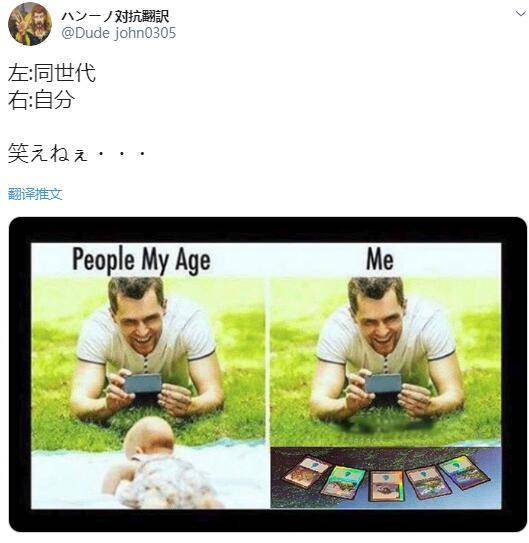 ハンーノ対抗翻訳
@Dude john0305
左:同世代
右:自分
笑えねぇ・・・
翻译推文
People My Age
Me